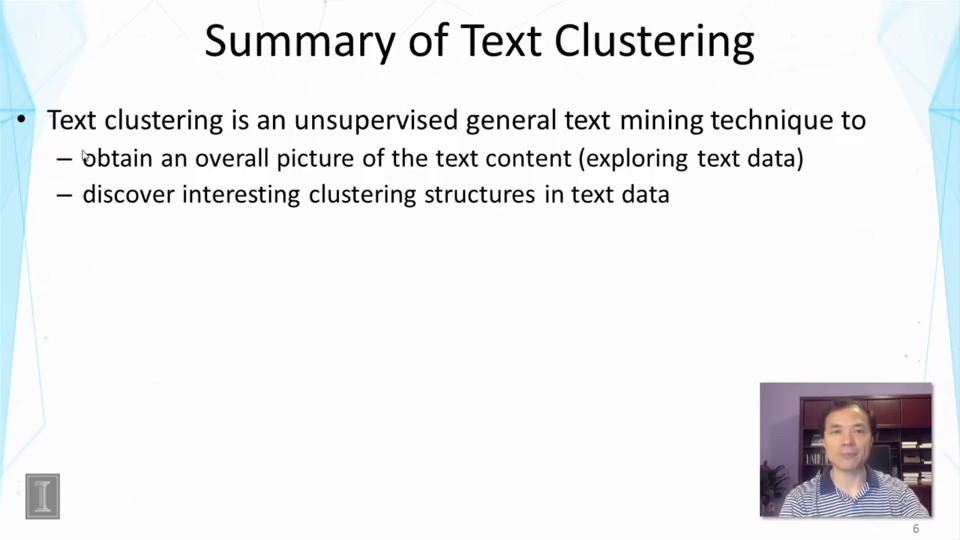 Summary of Text Clustering
• Text clustering is an unsupervised general text mining technique to
– obtain an overall picture of the text content (exploring text data)
– discover interesting clustering structures in text data
I
6